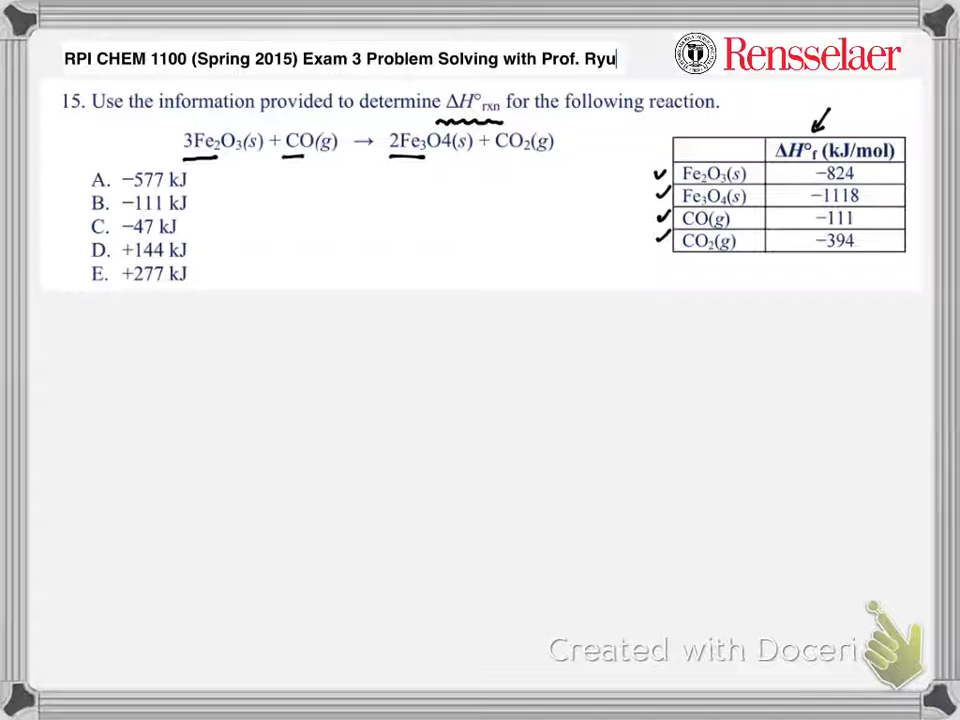 RPI CHEM 1100 (Spring 2015) Exam 3 Problem Solving with Prof. Ryu
Rensselaer
15. Use the information provided to determine ΔH°rxn for the following reaction.
3Fe₂O₃(s) + CO(g) → 2Fe₃O4(s) + CO₂(g)
A. −577 kJ
B. −111 kJ
C. −47 kJ
D. +144 kJ
E. +277 kJ
ΔH°f (kJ/mol)
Fe₂O₃(s) −824
Fe₃O₄(s) −1118
CO(g) −111
CO₂(g) −394
Created with Doceri